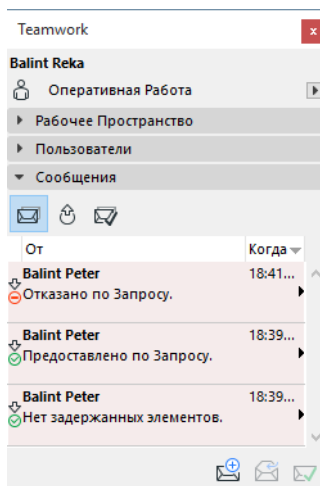 Teamwork
Balint Reka
Оперативная Работа
Рабочее Пространство
Пользователи
Сообщения
От Когда
Balint Peter 18:41...
Отказано по Запросу.
Balint Peter 18:39...
Предоставлено по Запросу.
Balint Peter 18:39...
Нет задержанных элементов.